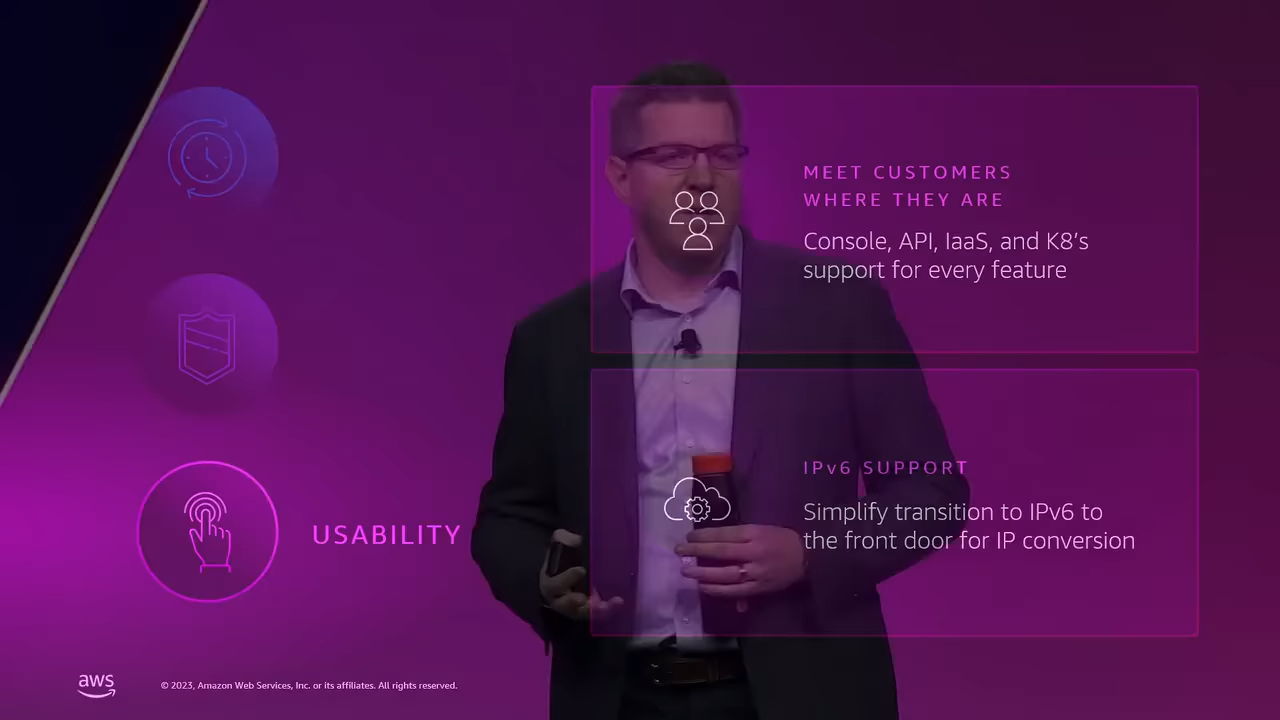 MEET CUSTOMERS
WHERE THEY ARE
Console, API, IaaS, and K8’s
support for every feature
IPv6 SUPPORT
Simplify transition to IPv6 to
the front door for IP conversion
USABILITY
aws
© 2023, Amazon Web Services, Inc. or its affiliates. All rights reserved.